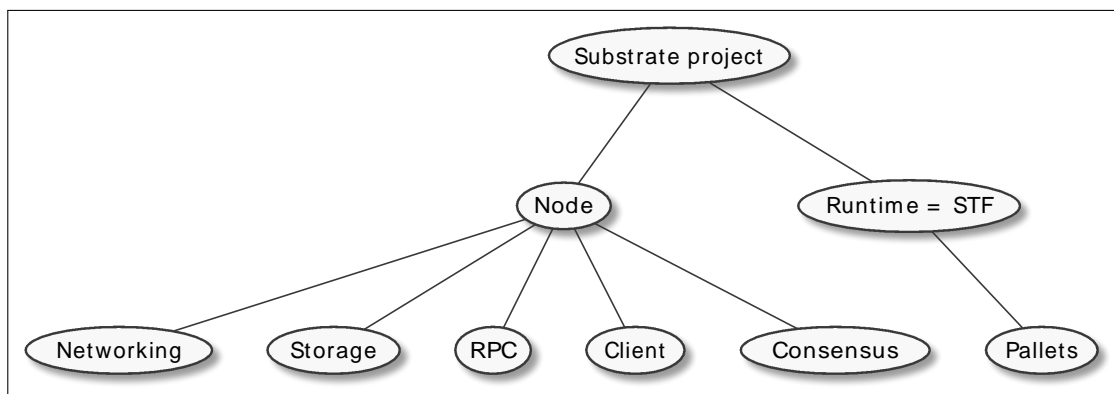 Substrate project
Node
Runtime = STF
Networking
Storage
RPC
Client
Consensus
Pallets